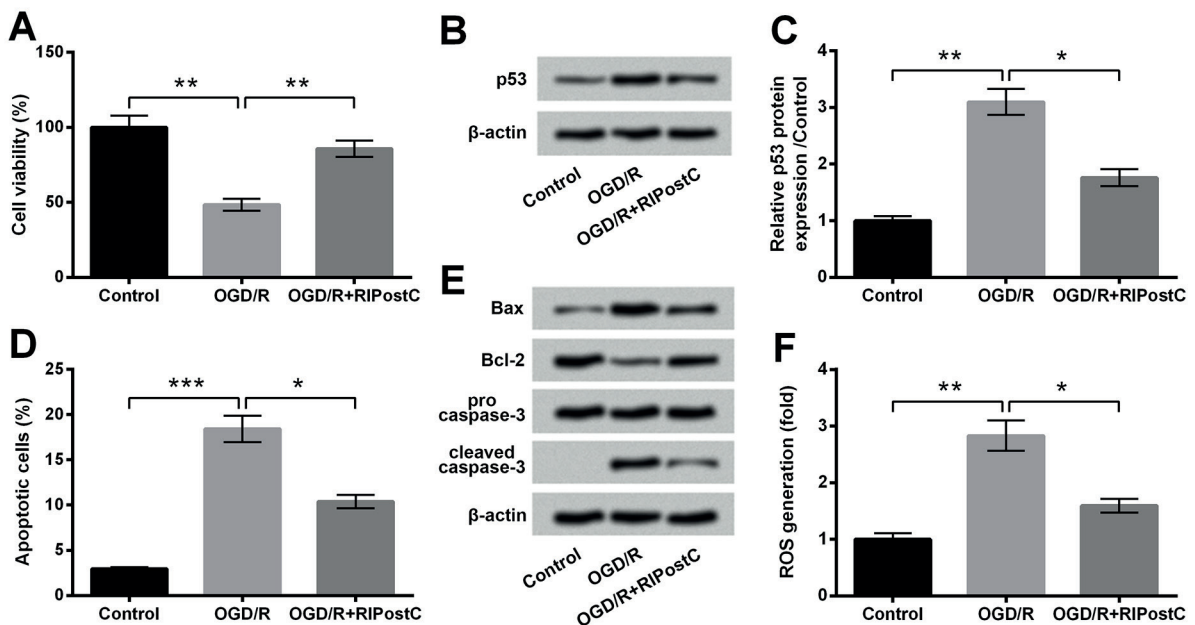 A
Cell viability (%)
150
100
50
0
**
**
Control
OGD/R
OGD/R+RIPostC
B
p53
β-actin
Control
OGD/R
OGD/R+RIPostC
C
Relative p53 protein
expression /Control
4
3
2
1
0
**
*
Control
OGD/R
OGD/R+RIPostC
D
Apoptotic cells (%)
25
20
15
10
5
0
***
*
Control
OGD/R
OGD/R+RIPostC
E
Bax
Bcl-2
pro
caspase-3
cleaved
caspase-3
β-actin
Control
OGD/R
OGD/R+RIPostC
F
ROS generation (fold)
4
3
2
1
0
**
*
Control
OGD/R
OGD/R+RIPostC